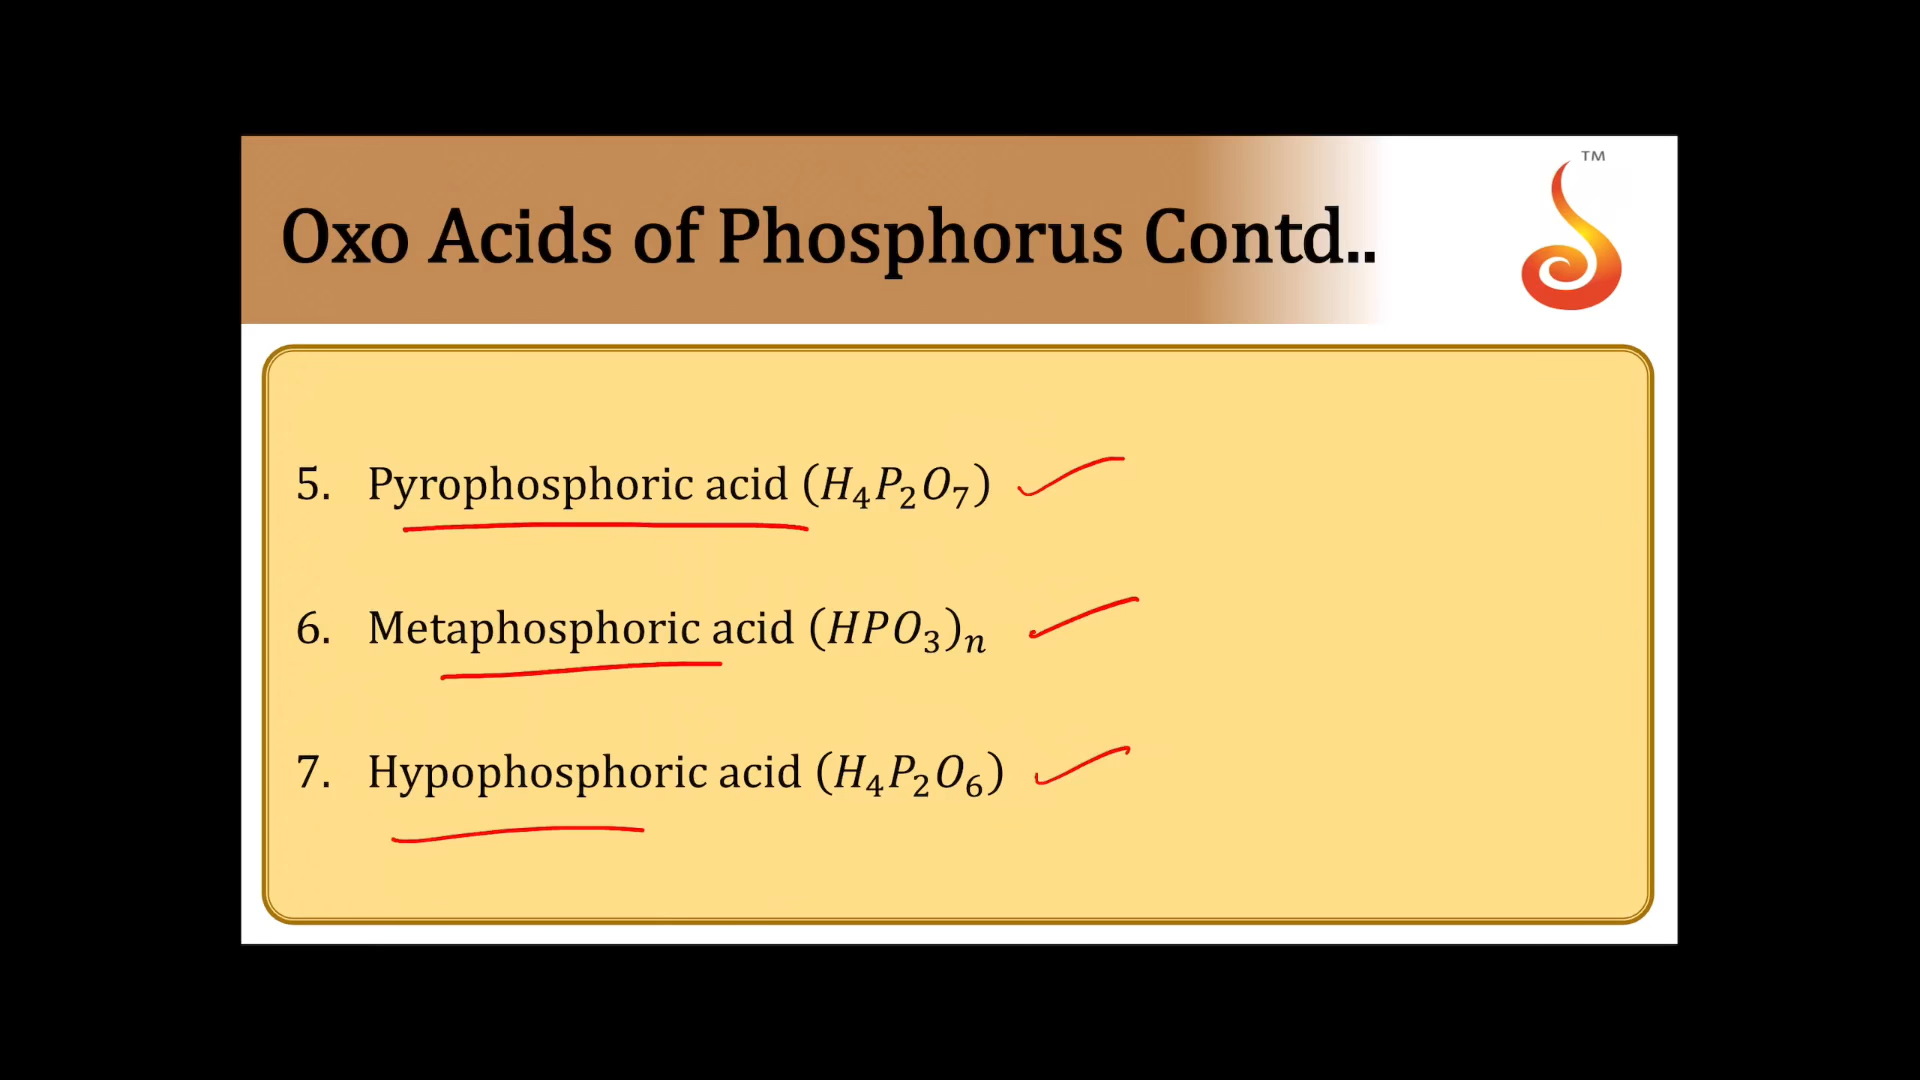 Oxo Acids of Phosphorus Contd..
TM
5. Pyrophosphoric acid (H₄P₂O₇)
6. Metaphosphoric acid (HPO₃)ₙ
7. Hypophosphoric acid (H₄P₂O₆)